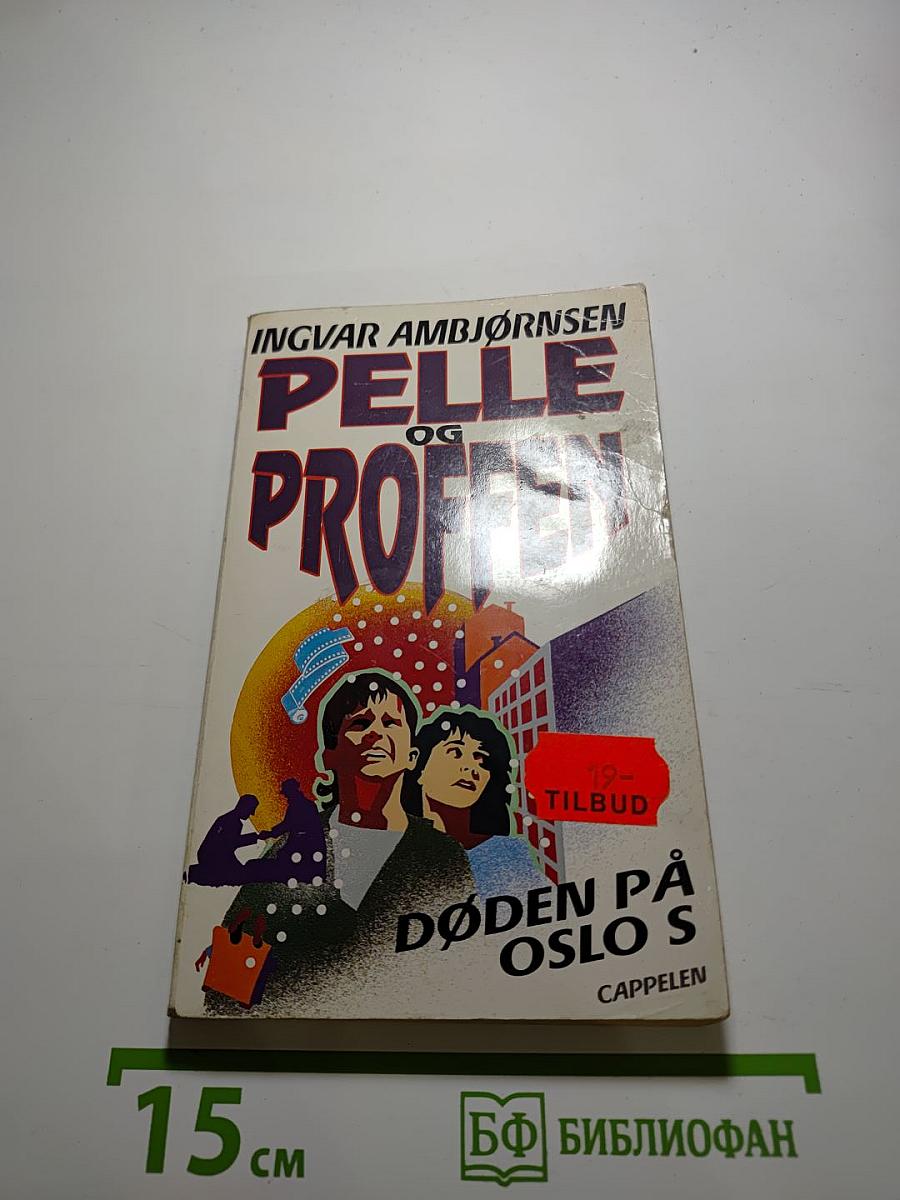 INGVAR AMBJØRNSEN
PELLE
OG
PROFFEN
19-
TILBUD
DØDEN PÅ
OSLO S
CAPPELEN
15 см
БФ БИБЛИОФАН